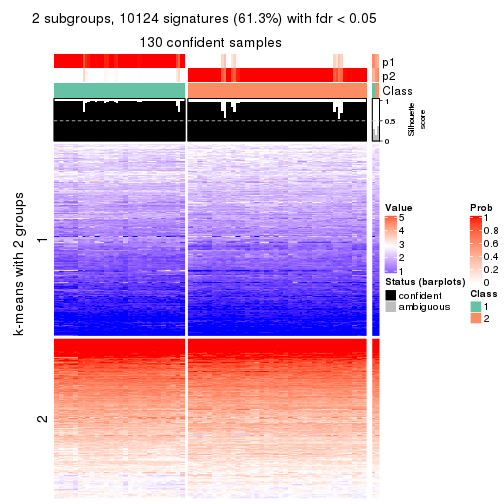 2 subgroups, 10124 signatures (61.3%) with fdr < 0.05
130 confident samples
p1
p2
Class
1
0.5
0
Silhouette
score
k-means with 2 groups
1
2
Value
5
4
3
2
1
Status (barplots)
confident
ambiguous
Prob
1
0.8
0.6
0.4
0.2
0
Class
1
2